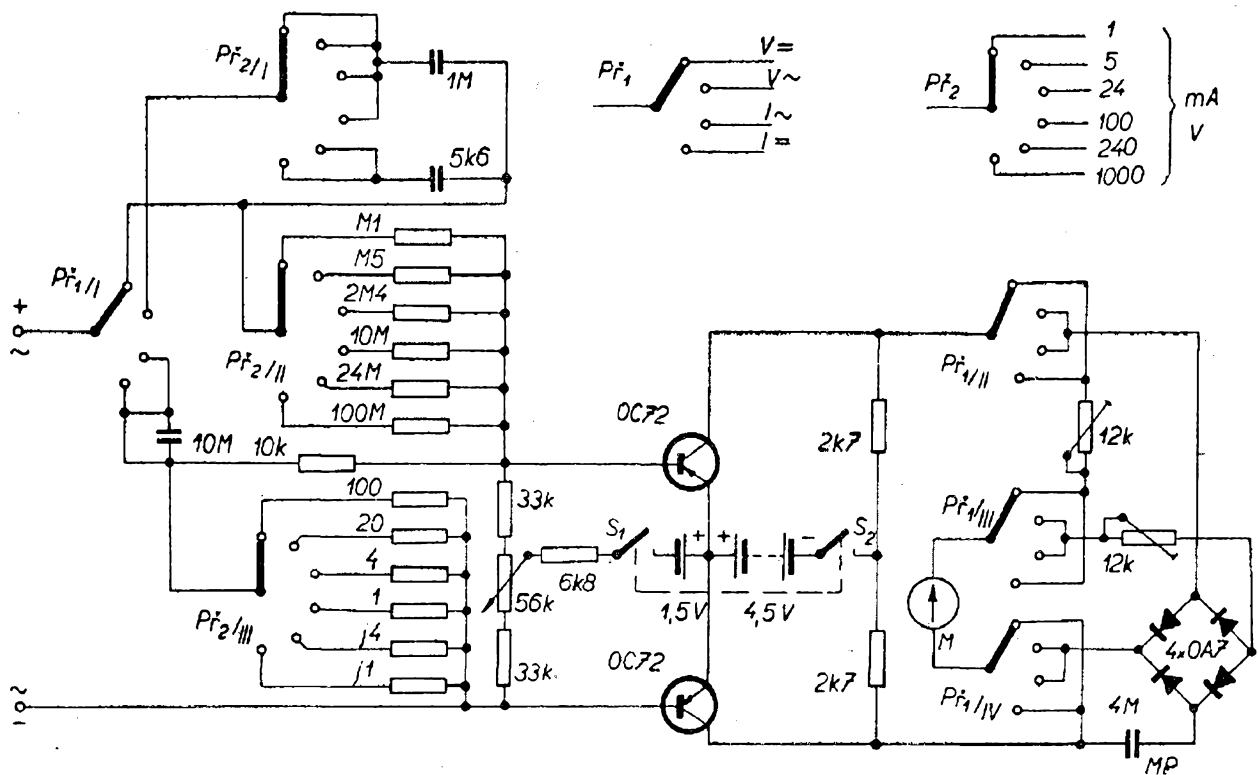 Př2/I
1M
5k6
Př1
V=
V~
I~
I=
Př2
1
5
24
100
240
1000
mA
V
Př1/I
+
~
M1
M5
2M4
10M
24M
100M
Př2/II
10M
10k
100
20
4
1
j4
j1
Př2/III
33k
56k
33k
6k8
S1
+
+
-
S2
1,5V
4,5V
OC72
OC72
2k7
2k7
Př1/II
12k
Př1/III
12k
M
Př1/IV
4xOA7
4M
MP
~
-